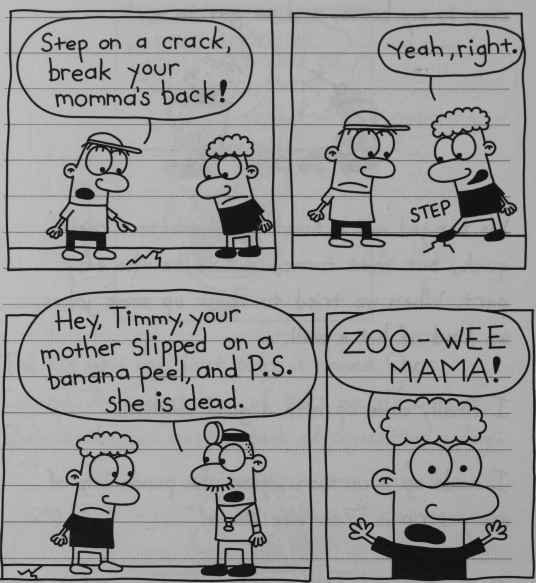 Step on a crack,
break your
momma's back!
Yeah, right.
STEP
Hey, Timmy, your
mother slipped on a
banana peel, and P.S.
she is dead.
ZOO-WEE
MAMA!